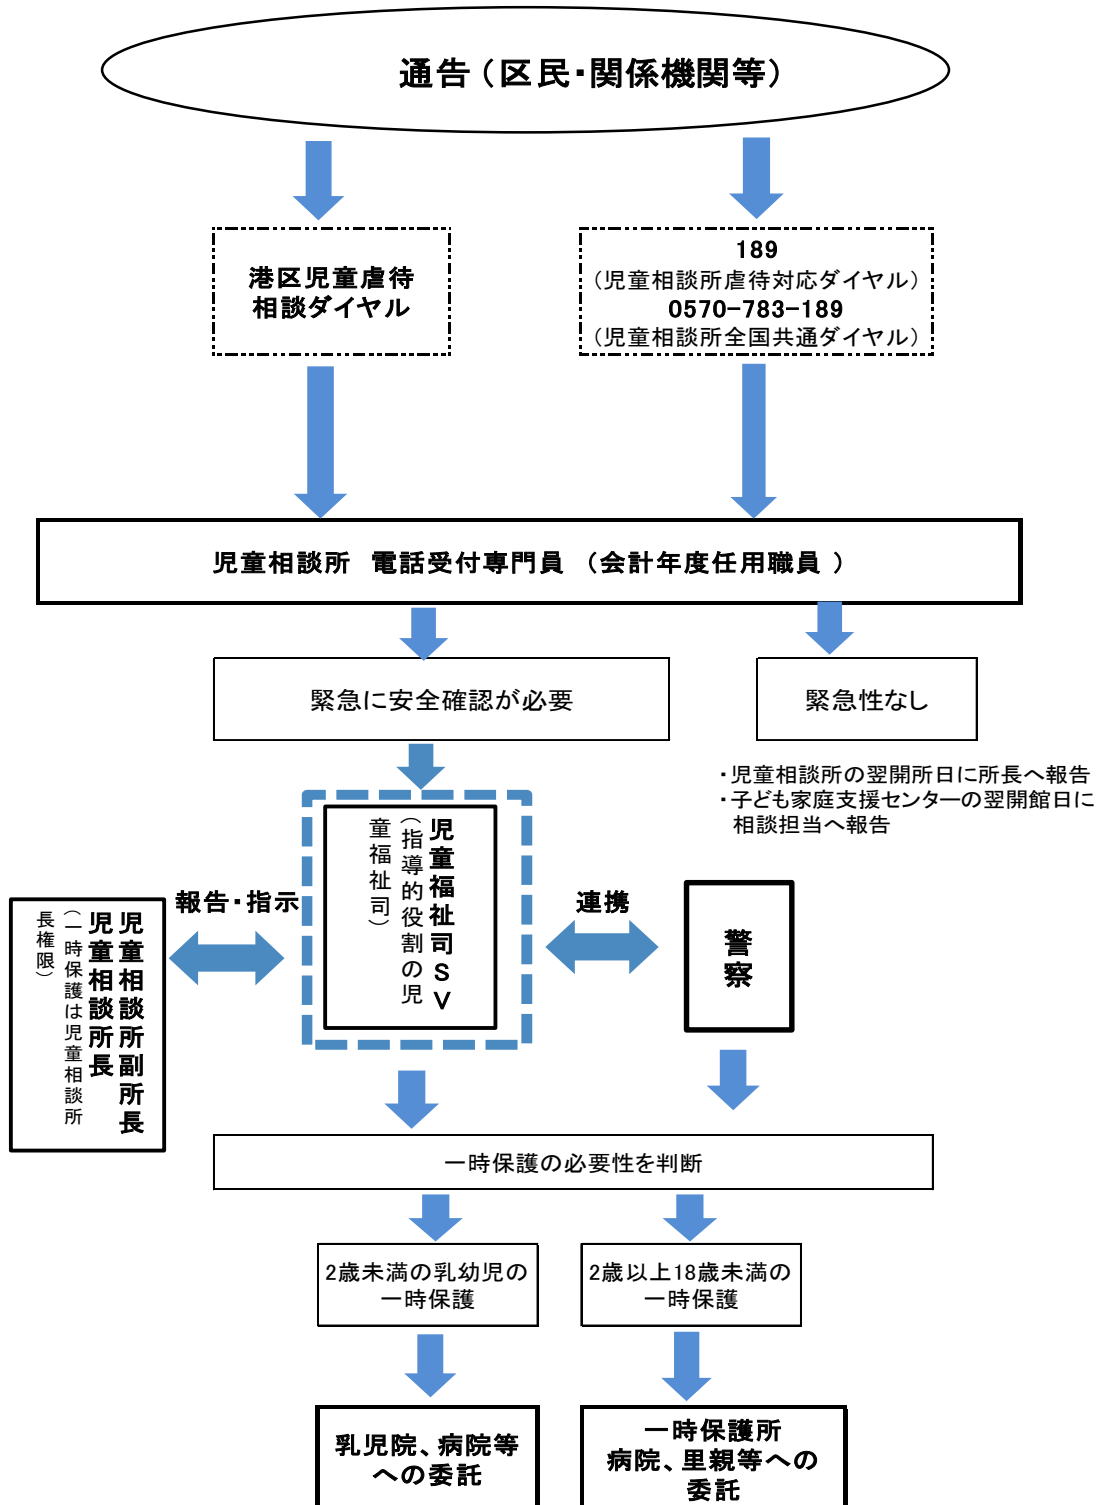 通告（区民・関係機関等）
港区児童虐待
相談ダイヤル
189
（児童相談所虐待対応ダイヤル）
0570-783-189
（児童相談所全国共通ダイヤル）
児童相談所　電話受付専門員　（会計年度任用職員 ）
緊急に安全確認が必要
緊急性なし
・児童相談所の翌開所日に所長へ報告
・子ども家庭支援センターの翌開館日に
相談担当へ報告
児童福祉司ＳＶ
（指導的役割の児
童福祉司）
報告・指示
連携
児童相談所副所長
児童相談所長
（一時保護は児童相談所
長権限）
警察
一時保護の必要性を判断
2歳未満の乳幼児の
一時保護
2歳以上18歳未満の
一時保護
乳児院、病院等
への委託
一時保護所
病院、里親等への
委託